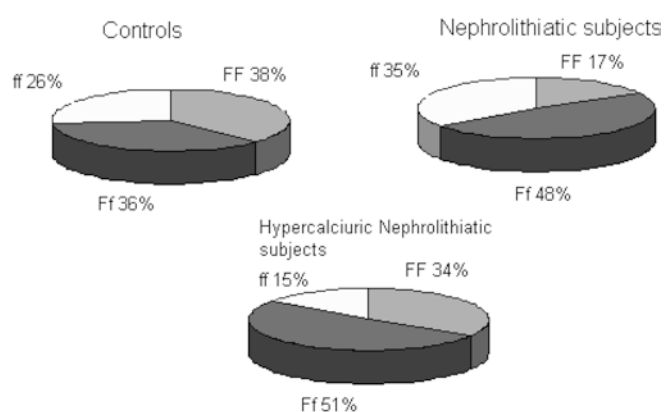 Controls
Nephrolithiatic subjects
ff 26%
FF 38%
Ff 36%
ff 35%
FF 17%
Ff 48%
Hypercalciuric Nephrolithiatic
subjects
ff 15%
FF 34%
Ff 51%